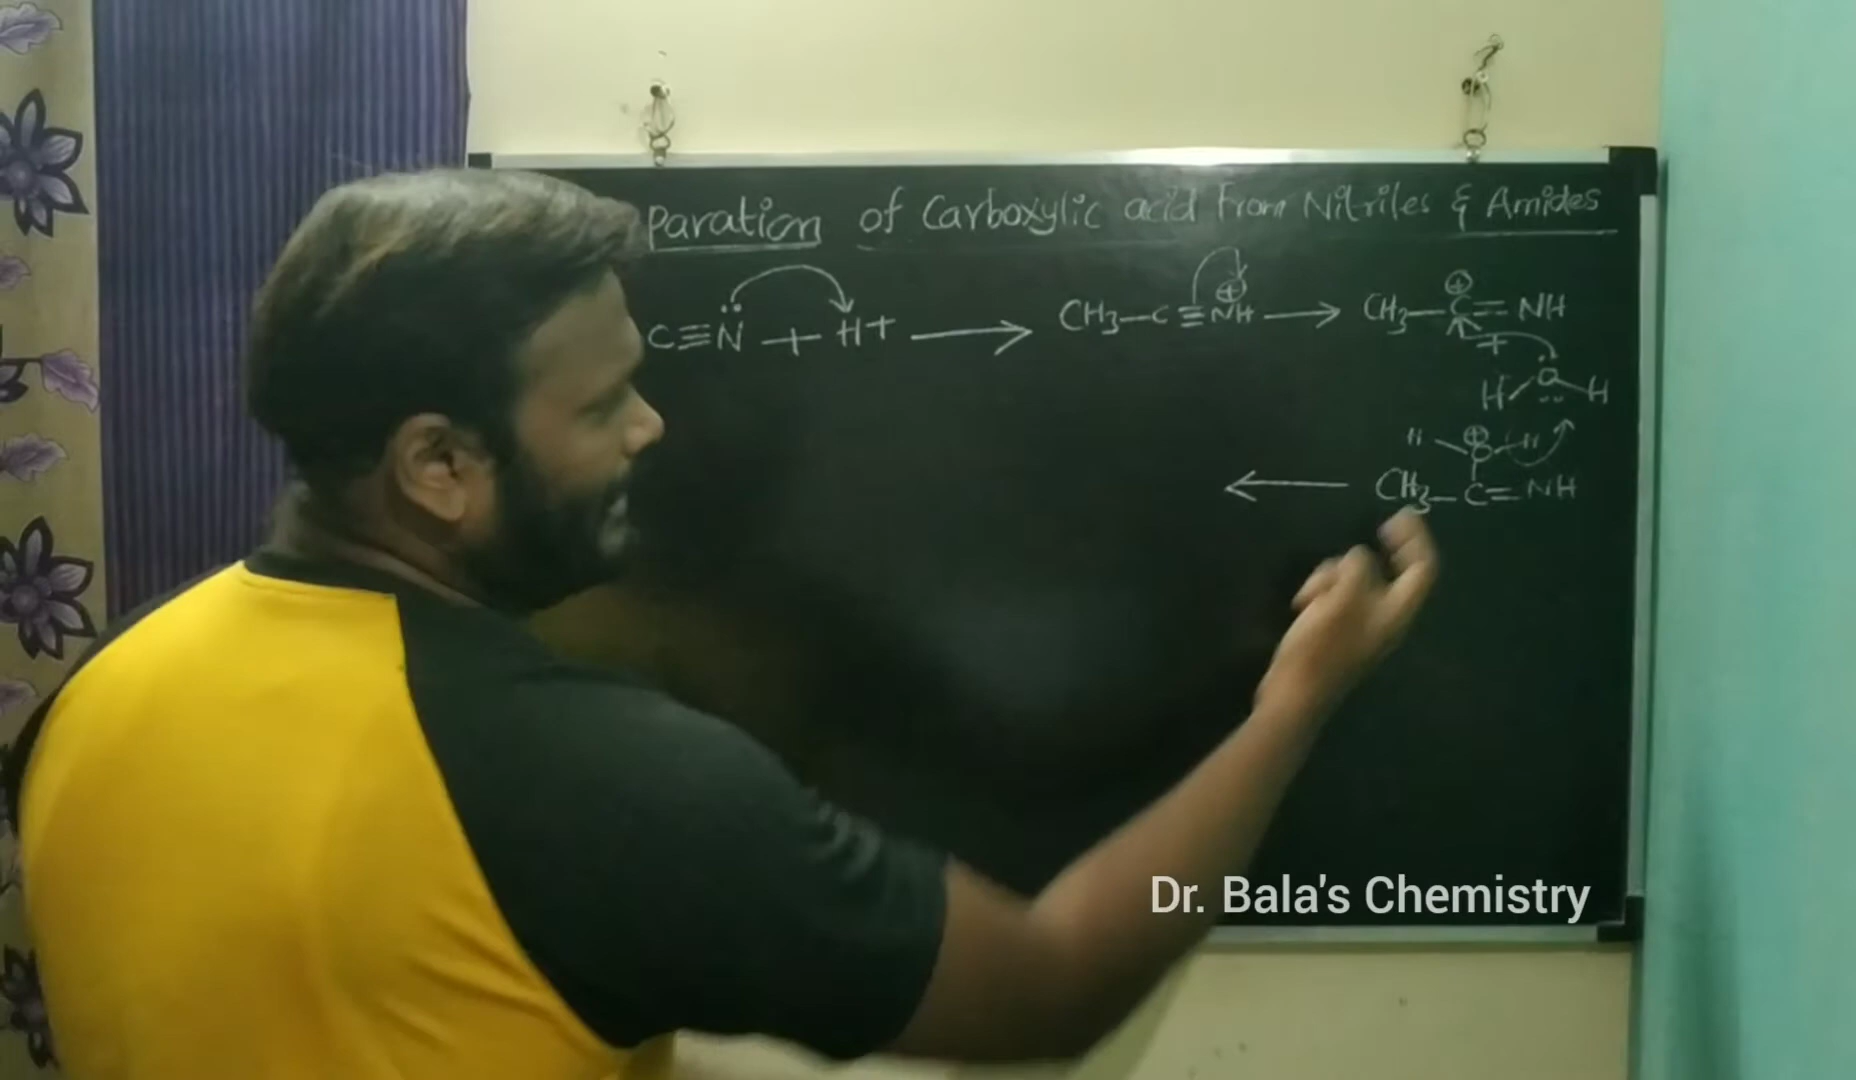 paration of Carboxylic acid From Nitriles & Amides
C≡N + H+ ⟶ CH3—C≡NH ⟶ CH3—C=NH
⊕ ⊕
+
H O H
H O H
⊕
⟵ CH3—C=NH
Dr. Bala's Chemistry